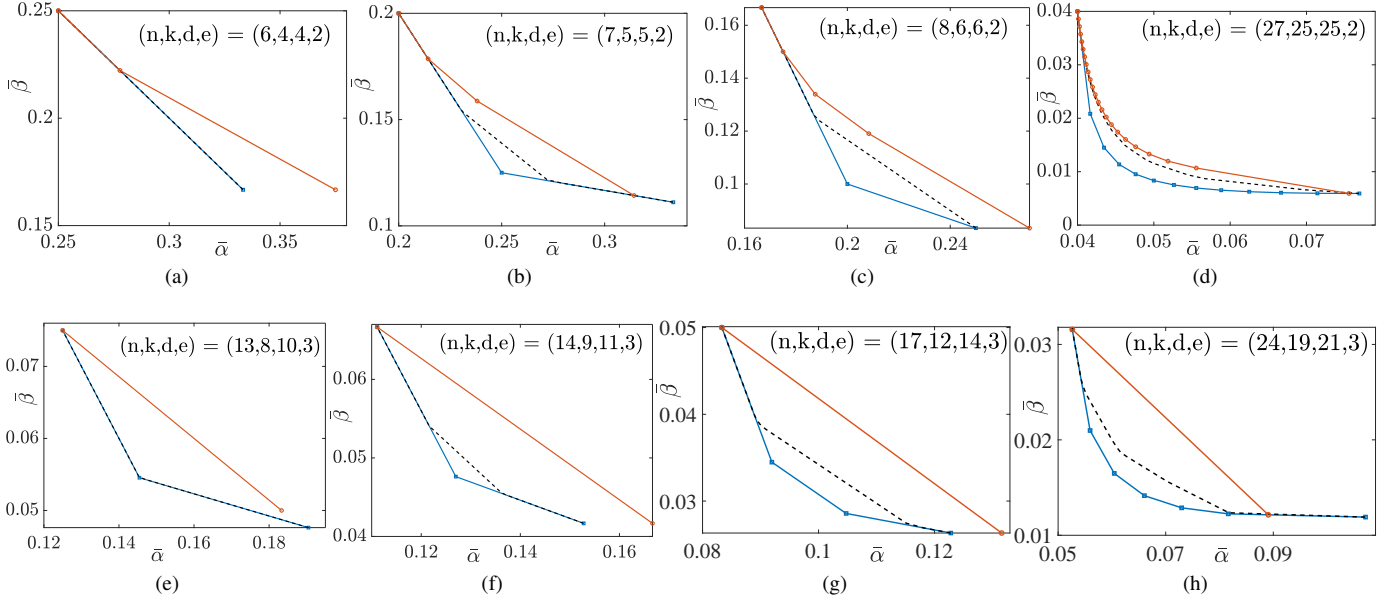 (n,k,d,e) = (6,4,4,2)
0.25
0.2
0.15
β̄
0.25 0.3 0.35
ᾱ
(a)
(n,k,d,e) = (7,5,5,2)
0.2
0.15
0.1
β̄
0.2 0.25 0.3
ᾱ
(b)
(n,k,d,e) = (8,6,6,2)
0.16
0.14
0.12
0.1
β̄
0.16 0.2 0.24
ᾱ
(c)
(n,k,d,e) = (27,25,25,2)
0.04
0.03
0.02
0.01
0
β̄
0.04 0.05 0.06 0.07
ᾱ
(d)
(n,k,d,e) = (13,8,10,3)
0.07
0.06
0.05
β̄
0.12 0.14 0.16 0.18
ᾱ
(e)
(n,k,d,e) = (14,9,11,3)
0.06
0.05
0.04
β̄
0.12 0.14 0.16
ᾱ
(f)
(n,k,d,e) = (17,12,14,3)
0.05
0.04
0.03
β̄
0.08 0.1 0.12
ᾱ
(g)
(n,k,d,e) = (24,19,21,3)
0.03
0.02
0.01
β̄
0.05 0.07 0.09
ᾱ
(h)